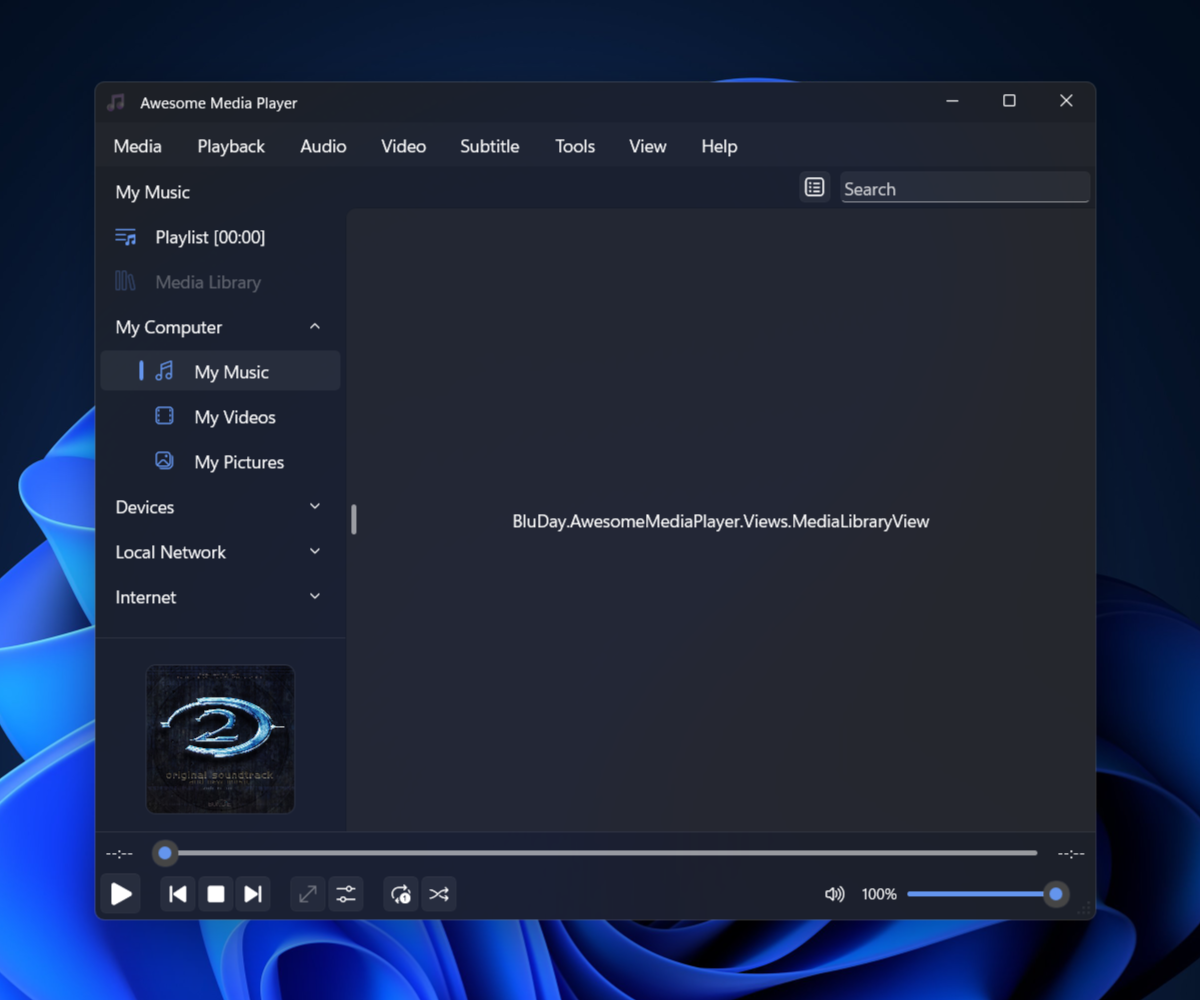 Awesome Media Player
Media Playback Audio Video Subtitle Tools View Help
My Music
Search
Playlist [00:00]
Media Library
My Computer
My Music
My Videos
My Pictures
Devices
Local Network
Internet
BluDay.AwesomeMediaPlayer.Views.MediaLibraryView
2
original soundtrack
--:--
--:--
100%